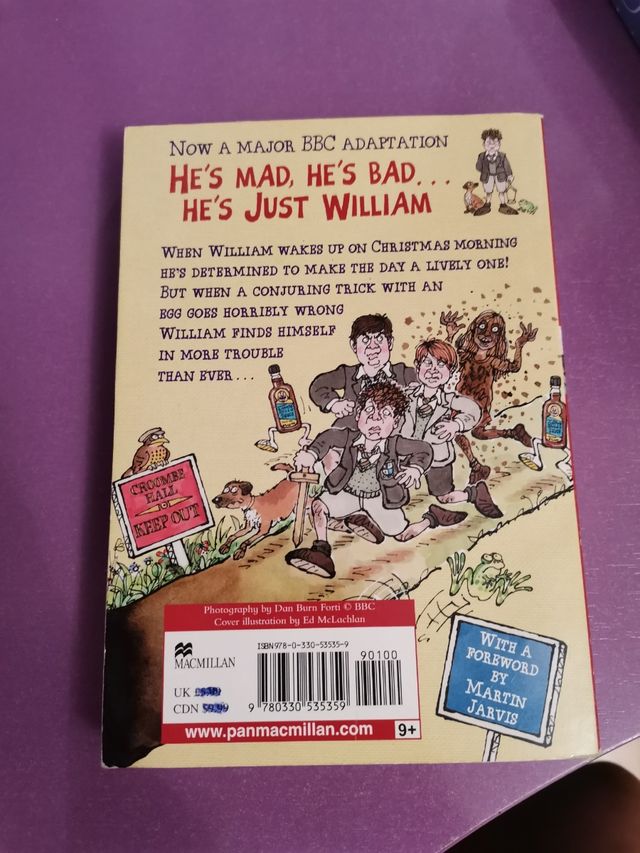 NOW A MAJOR BBC ADAPTATION
HE'S MAD, HE'S BAD...
HE'S JUST WILLIAM
WHEN WILLIAM WAKES UP ON CHRISTMAS MORNING
HE'S DETERMINED TO MAKE THE DAY A LIVELY ONE!
BUT WHEN A CONJURING TRICK WITH AN
EGG GOES HORRIBLY WRONG
WILLIAM FINDS HIMSELF
IN MORE TROUBLE
THAN EVER...
CROOMBE
HALL
KEEP OUT
Photography by Dan Burn Forti © BBC
Cover illustration by Ed McLachlan
MACMILLAN
UK
CDN
ISBN 978-0-330-53535-9
90100
9 780330 535359
www.panmacmillan.com
9+
WITH A
FOREWORD
BY
MARTIN
JARVIS